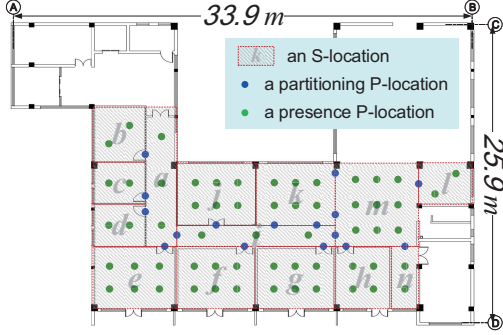 A
33.9 m
B
C
k an S-location
a partitioning P-location
a presence P-location
25.9 m
b
a
c
l
j
k
m
d
i
e
f
g
h
n
D